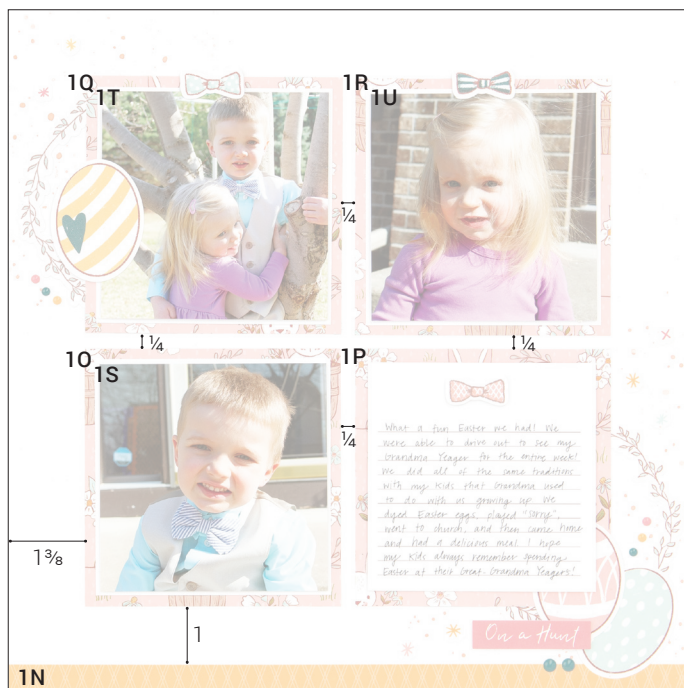 1Q
1T
1R
1U
¼
¼
¼
1O
1S
1P
¼
What a fun Easter we had! We
were able to drive out to see my
Grandma Yeager for the entire week!
We did all of the same traditions
with my kids that Grandma used
to do with us growing up. We
dyed Easter eggs, played "Sorry",
went to church, and then came home
and had a delicious meal. I hope
my kids always remember spending
Easter at their Great-Grandma Yeagers!
1⅜
1
On a Hunt
1N